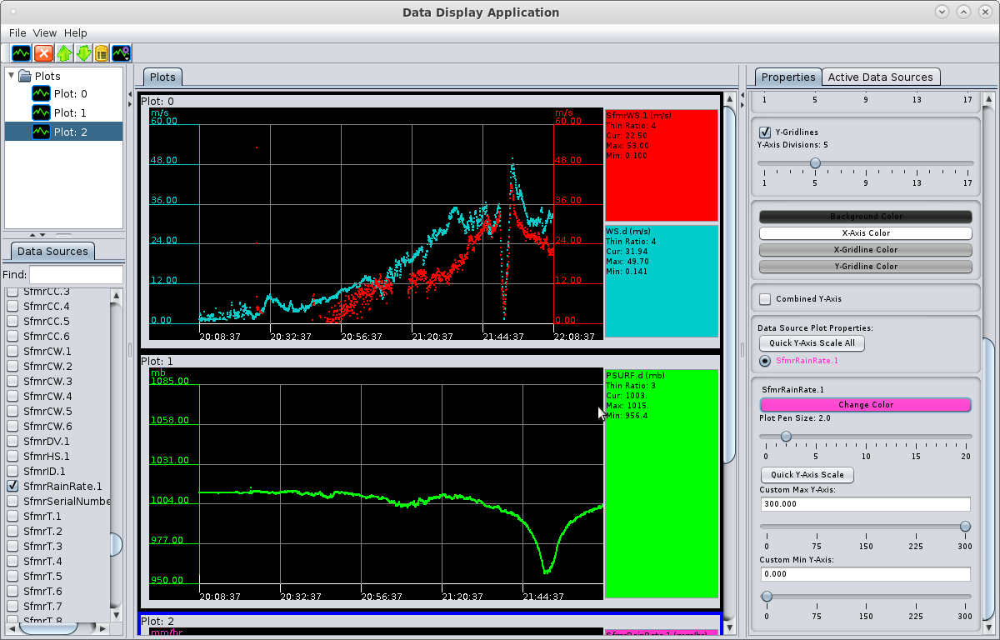 Data Display Application
File View Help
Plots
Plot: 0
Plot: 1
Plot: 2
Data Sources
Find:
SfmrCC.3
SfmrCC.4
SfmrCC.5
SfmrCC.6
SfmrCW.1
SfmrCW.2
SfmrCW.3
SfmrCW.4
SfmrCW.5
SfmrCW.6
SfmrDV.1
SfmrHS.1
SfmrID.1
SfmrRainRate.1
SfmrSerialNumbe
SfmrT.1
SfmrT.2
SfmrT.3
SfmrT.4
SfmrT.5
SfmrT.6
SfmrT.7
SfmrT.8
Plots
Plot: 0
m/s m/s
60.00 60.00
48.00 48.00
36.00 36.00
24.00 24.00
12.00 12.00
0.00 0.00
20:08:37 20:32:37 20:56:37 21:20:37 21:44:37 22:08:37
SfmrWS.1 (m/s)
Thin Ratio: 4
Cur: 22.50
Max: 53.00
Min: 0.100
WS.d (m/s)
Thin Ratio: 4
Cur: 31.94
Max: 49.70
Min: 0.141
Plot: 1
mb
1085.00
1058.00
1031.00
1004.00
977.00
950.00
20:08:37 20:32:37 20:56:37 21:20:37 21:44:37
PSURF.d (mb)
Thin Ratio: 3
Cur: 1003.
Max: 1015.
Min: 956.4
Plot: 2
mm/hr
SfmrRainRate.1 (mm/hr)
Properties Active Data Sources
1 5 9 13 17
Y-Gridlines
Y-Axis Divisions: 5
1 5 9 13 17
Background Color
X-Axis Color
X-Gridline Color
Y-Gridline Color
Combined Y-Axis
Data Source Plot Properties:
Quick Y-Axis Scale All
SfmrRainRate.1
SfmrRainRate.1
Change Color
Plot Pen Size: 2.0
0 5 10 15 20
Quick Y-Axis Scale
Custom Max Y-Axis:
300.000
0 75 150 225 300
Custom Min Y-Axis:
0.000
0 75 150 225 300